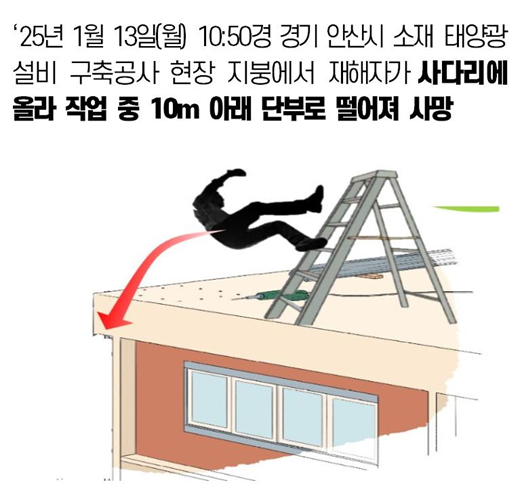 ‘25년 1월 13일(월) 10:50경 경기 안산시 소재 태양광
설비 구축공사 현장 지붕에서 재해자가 사다리에
올라 작업 중 10m 아래 단부로 떨어져 사망